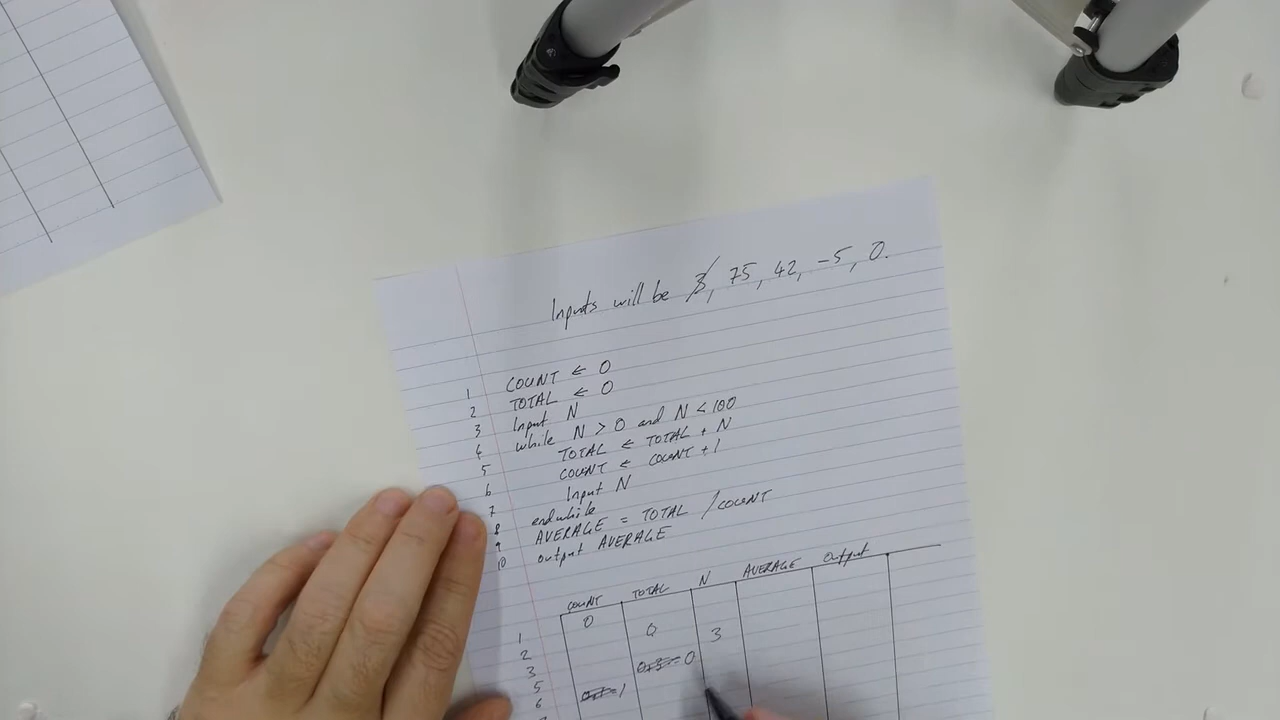 Inputs will be 3, 75, 42, -5, 0.
1 COUNT ← 0
2 TOTAL ← 0
3 Input N
4 while N > 0 and N < 100
5 TOTAL ← TOTAL + N
6 COUNT ← COUNT + 1
7 Input N
8 endwhile
9 AVERAGE = TOTAL / COUNT
10 output AVERAGE
COUNT TOTAL N AVERAGE Output
1 0
2 0
3 3
5 0
6 1